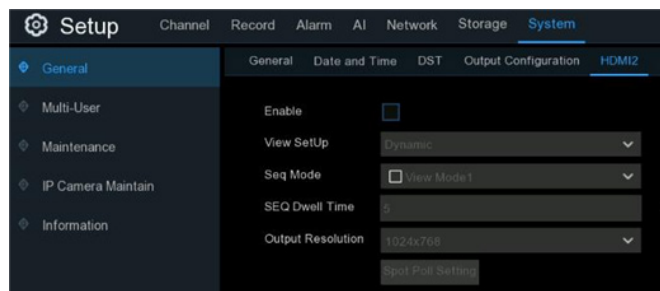 Setup Channel Record Alarm AI Network Storage System
General Date and Time DST Output Configuration HDMI2
General
Multi-User
Maintenance
IP Camera Maintain
Information
Enable
View SetUp Dynamic
Seq Mode View Mode1
SEQ Dwell Time 5
Output Resolution 1024x768
Spot Poll Setting